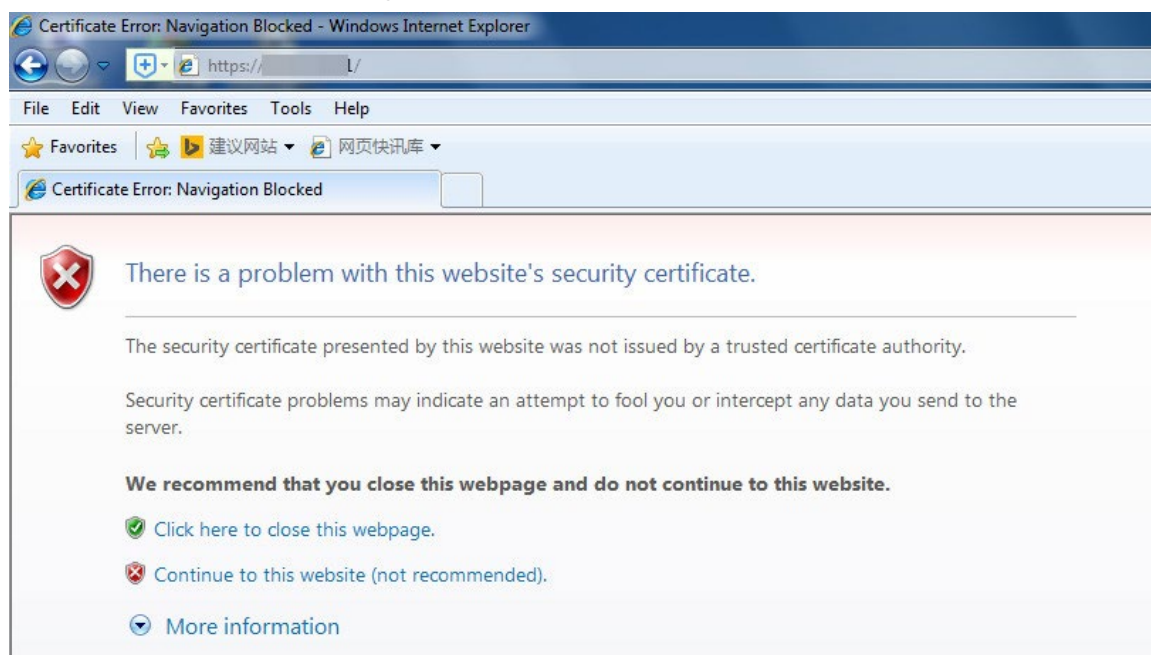 Certificate Error: Navigation Blocked - Windows Internet Explorer
https:// l/
File Edit View Favorites Tools Help
Favorites 建议网站 网页快讯库
Certificate Error: Navigation Blocked
There is a problem with this website's security certificate.
The security certificate presented by this website was not issued by a trusted certificate authority.
Security certificate problems may indicate an attempt to fool you or intercept any data you send to the
server.
We recommend that you close this webpage and do not continue to this website.
Click here to close this webpage.
Continue to this website (not recommended).
More information